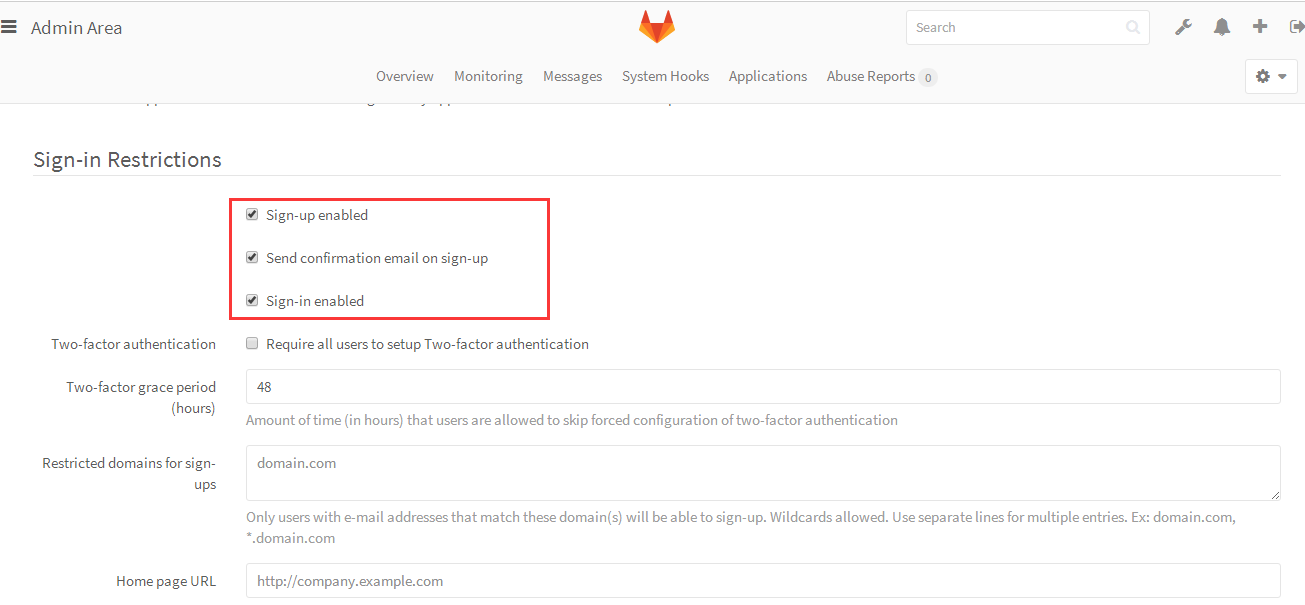 Admin Area
Search
Overview Monitoring Messages System Hooks Applications Abuse Reports 0
Sign-in Restrictions
Sign-up enabled
Send confirmation email on sign-up
Sign-in enabled
Two-factor authentication
Require all users to setup Two-factor authentication
Two-factor grace period
(hours)
48
Amount of time (in hours) that users are allowed to skip forced configuration of two-factor authentication
Restricted domains for sign-
ups
domain.com
Only users with e-mail addresses that match these domain(s) will be able to sign-up. Wildcards allowed. Use separate lines for multiple entries. Ex: domain.com,
*.domain.com
Home page URL
http://company.example.com